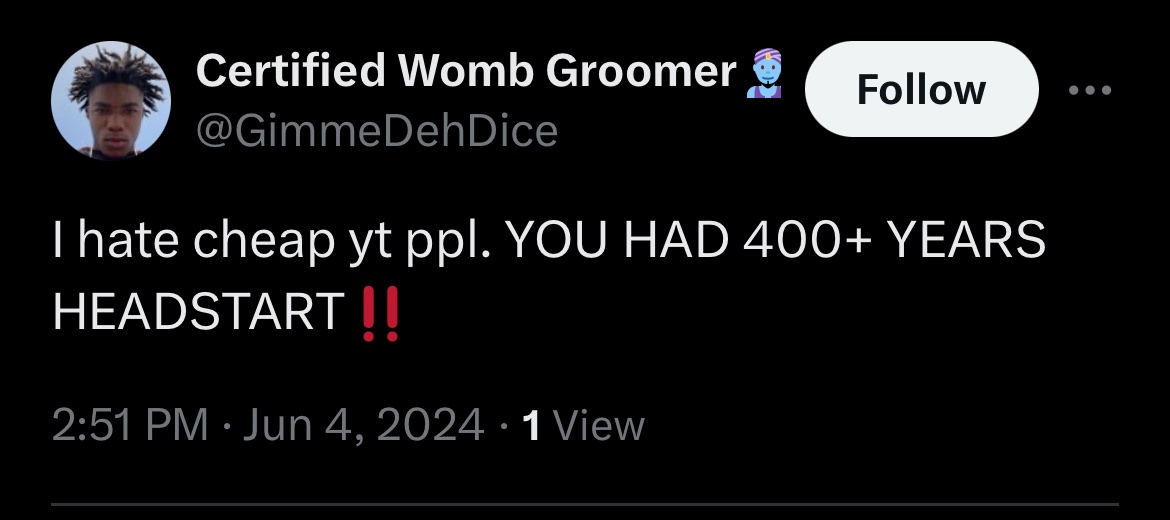 Certified Womb Groomer🧞‍♂️
Follow
@GimmeDehDice
I hate cheap yt ppl. YOU HAD 400+ YEARS
HEADSTART‼️
2:51 PM · Jun 4, 2024 · 1 View